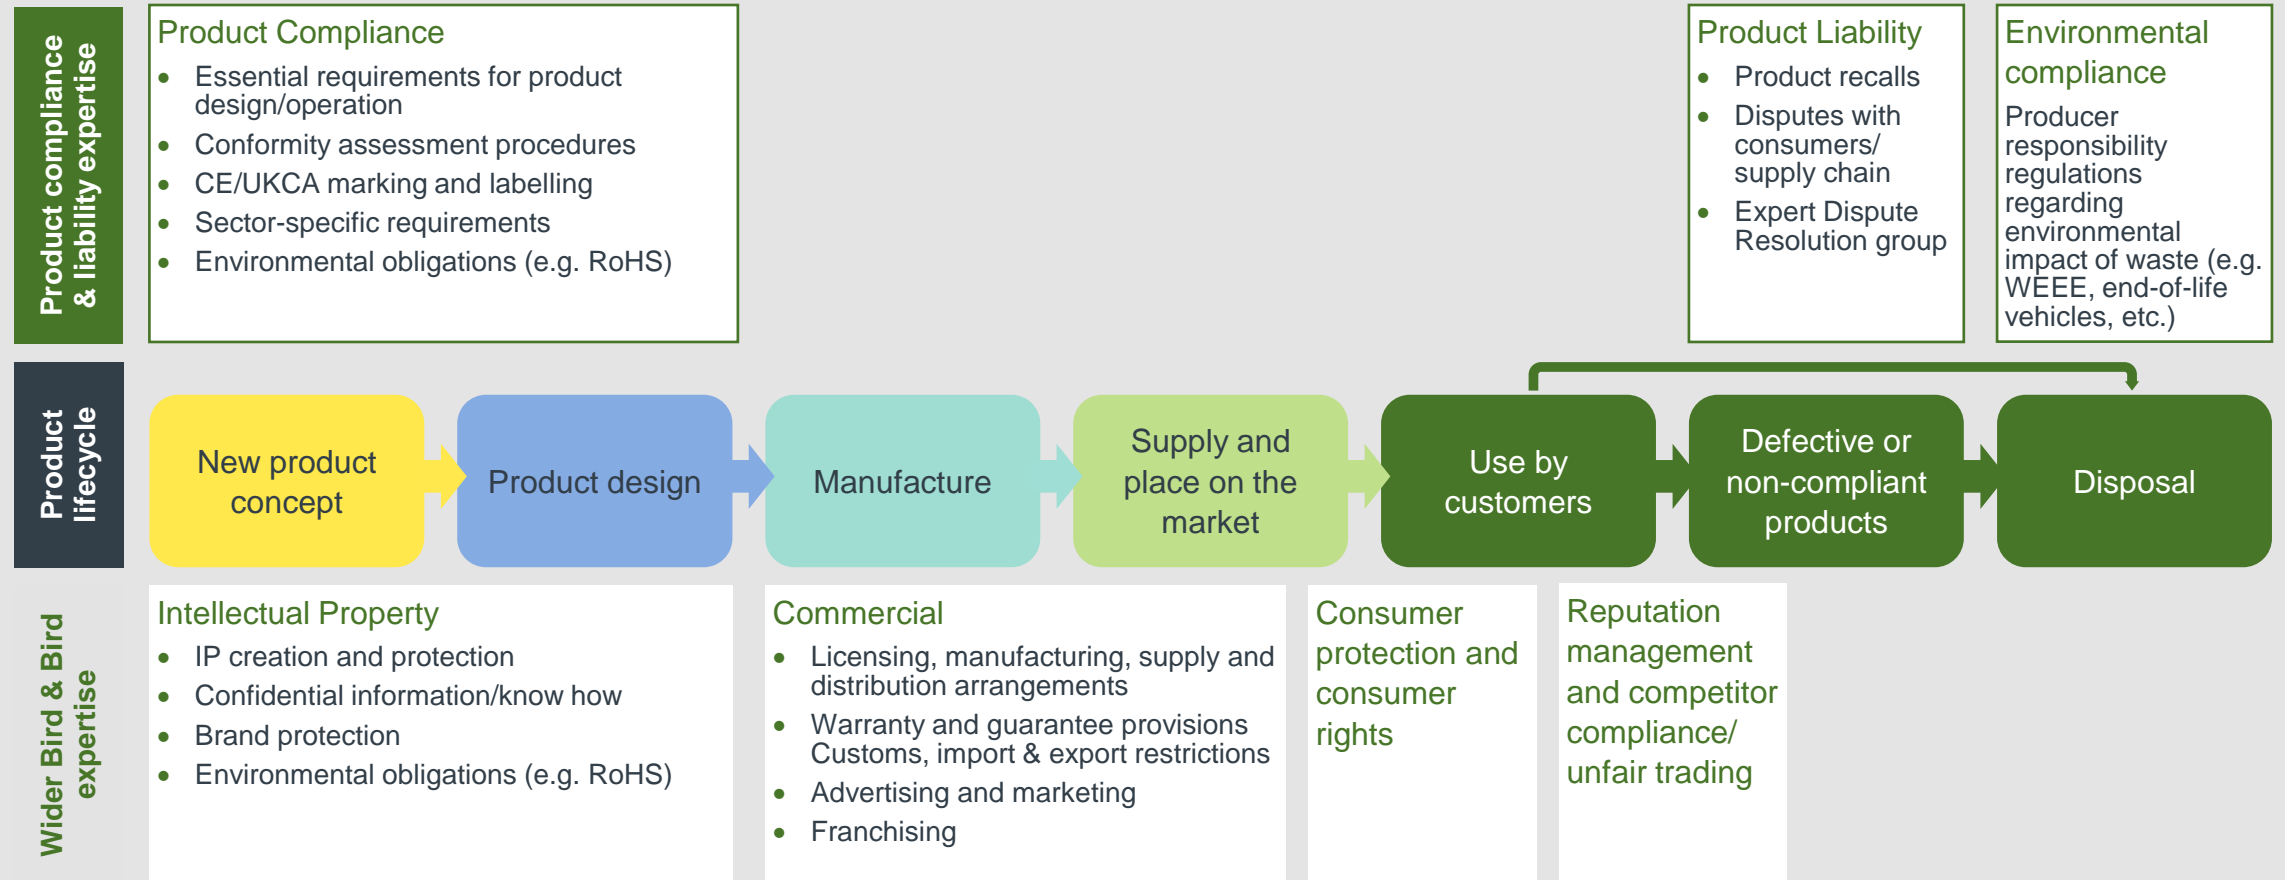 Product compliance
& liability expertise
Product Compliance
• Essential requirements for product
design/operation
• Conformity assessment procedures
• CE/UKCA marking and labelling
• Sector-specific requirements
• Environmental obligations (e.g. RoHS)
Product Liability
• Product recalls
• Disputes with
consumers/
supply chain
• Expert Dispute
Resolution group
Environmental
compliance
Producer
responsibility
regulations
regarding
environmental
impact of waste (e.g.
WEEE, end-of-life
vehicles, etc.)
Product
lifecycle
New product
concept
Product design
Manufacture
Supply and
place on the
market
Use by
customers
Defective or
non-compliant
products
Disposal
Wider Bird & Bird
expertise
Intellectual Property
• IP creation and protection
• Confidential information/know how
• Brand protection
• Environmental obligations (e.g. RoHS)
Commercial
• Licensing, manufacturing, supply and
distribution arrangements
• Warranty and guarantee provisions
Customs, import & export restrictions
• Advertising and marketing
• Franchising
Consumer
protection and
consumer
rights
Reputation
management
and competitor
compliance/
unfair trading